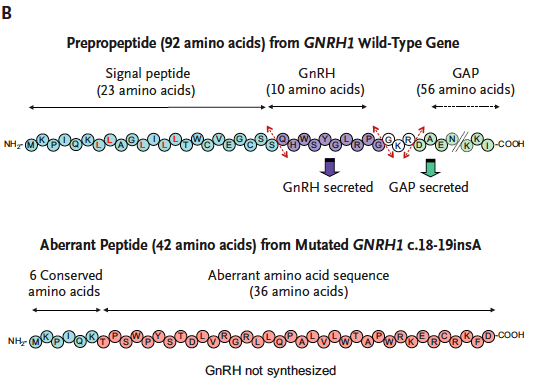 B
Prepropeptide (92 amino acids) from GNRH1 Wild-Type Gene
Signal peptide GnRH GAP
(23 amino acids) (10 amino acids) (56 amino acids)
NH2- M K P I Q K L L A G L I L L T W C V E G C S S Q H W S Y G L R P G G K R D A E N // K I -COOH
GnRH secreted GAP secreted
Aberrant Peptide (42 amino acids) from Mutated GNRH1 c.18-19insA
6 Conserved Aberrant amino acid sequence
amino acids (36 amino acids)
NH2- M K P I Q K T P S W P Y S T D L V R G R L L Q P A L V L W T A P W R K E R C R K F D -COOH
GnRH not synthesized